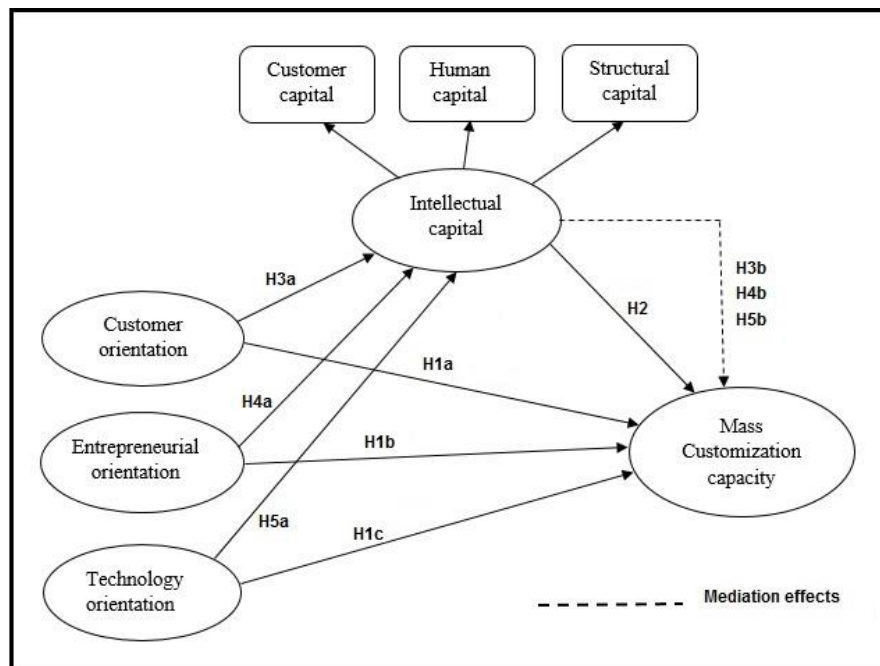 Customer
capital
Human
capital
Structural
capital
Intellectual
capital
H3a
H3b
H4b
H5b
H2
Customer
orientation
H1a
H4a
Mass
Customization
capacity
Entrepreneurial
orientation
H1b
H5a
H1c
Technology
orientation
Mediation effects